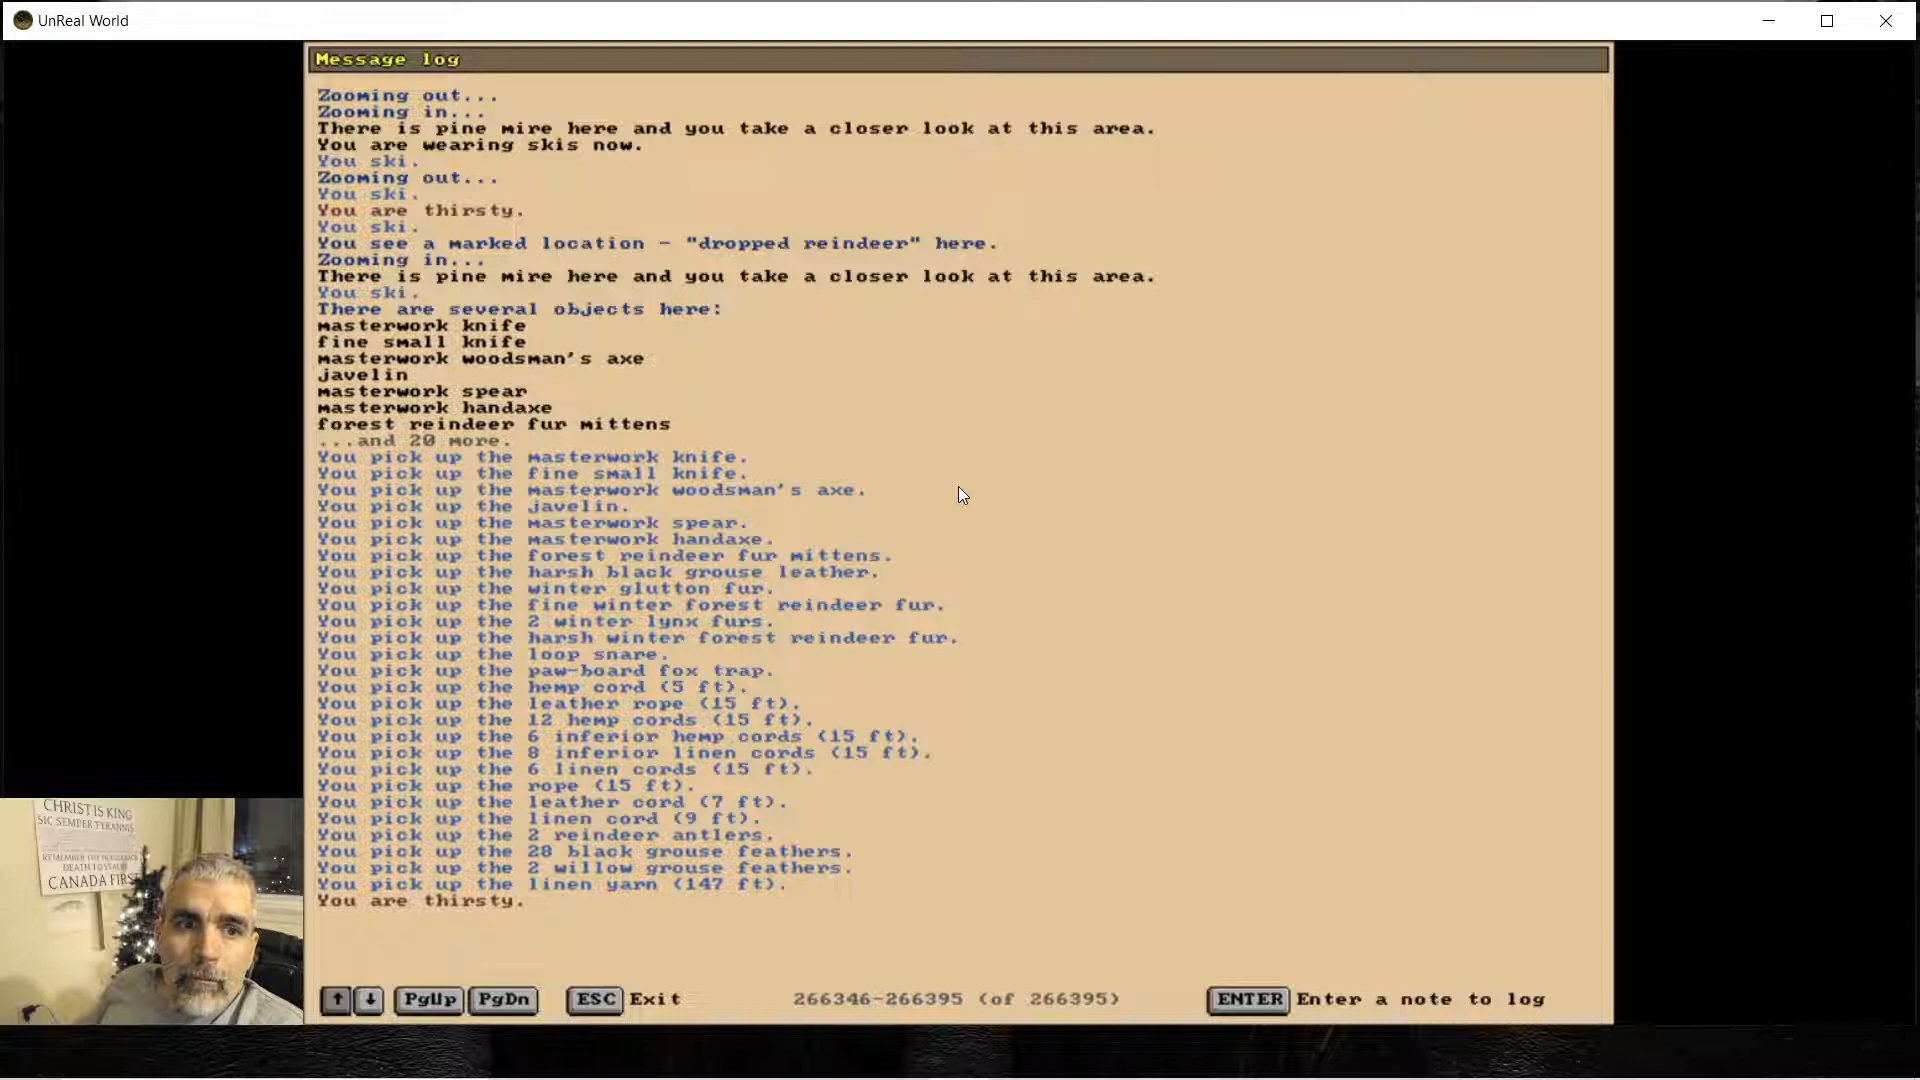 UnReal World
Message log
Zooming out...
Zooming in...
There is pine mire here and you take a closer look at this area.
You are wearing skis now.
You ski.
Zooming out...
You ski.
You are thirsty.
You ski.
You see a marked location - "dropped reindeer" here.
Zooming in...
There is pine mire here and you take a closer look at this area.
You ski.
There are several objects here:
masterwork knife
fine small knife
masterwork woodsman's axe
javelin
masterwork spear
masterwork handaxe
forest reindeer fur mittens
...and 20 more.
You pick up the masterwork knife.
You pick up the fine small knife.
You pick up the masterwork woodsman's axe.
You pick up the javelin.
You pick up the masterwork spear.
You pick up the masterwork handaxe.
You pick up the forest reindeer fur mittens.
You pick up the harsh black grouse leather.
You pick up the winter glutton fur.
You pick up the fine winter forest reindeer fur.
You pick up the 2 winter lynx furs.
You pick up the harsh winter forest reindeer fur.
You pick up the loop snare.
You pick up the paw-board fox trap.
You pick up the hemp cord (5 ft).
You pick up the leather rope (15 ft).
You pick up the 12 hemp cords (15 ft).
You pick up the 6 inferior hemp cords (15 ft).
You pick up the 8 inferior linen cords (15 ft).
You pick up the 6 linen cords (15 ft).
You pick up the rope (15 ft).
You pick up the leather cord (7 ft).
You pick up the linen cord (9 ft).
You pick up the 2 reindeer antlers.
You pick up the 28 black grouse feathers.
You pick up the 2 willow grouse feathers.
You pick up the linen yarn (147 ft).
You are thirsty.
CHRIST IS KING
SIC SEMPER TYRANNIS
REMEMBER THE
DEATH TO
CANADA FIRST
↑ ↓ PgUp PgDn ESC Exit 266346-266395 (of 266395) ENTER Enter a note to log